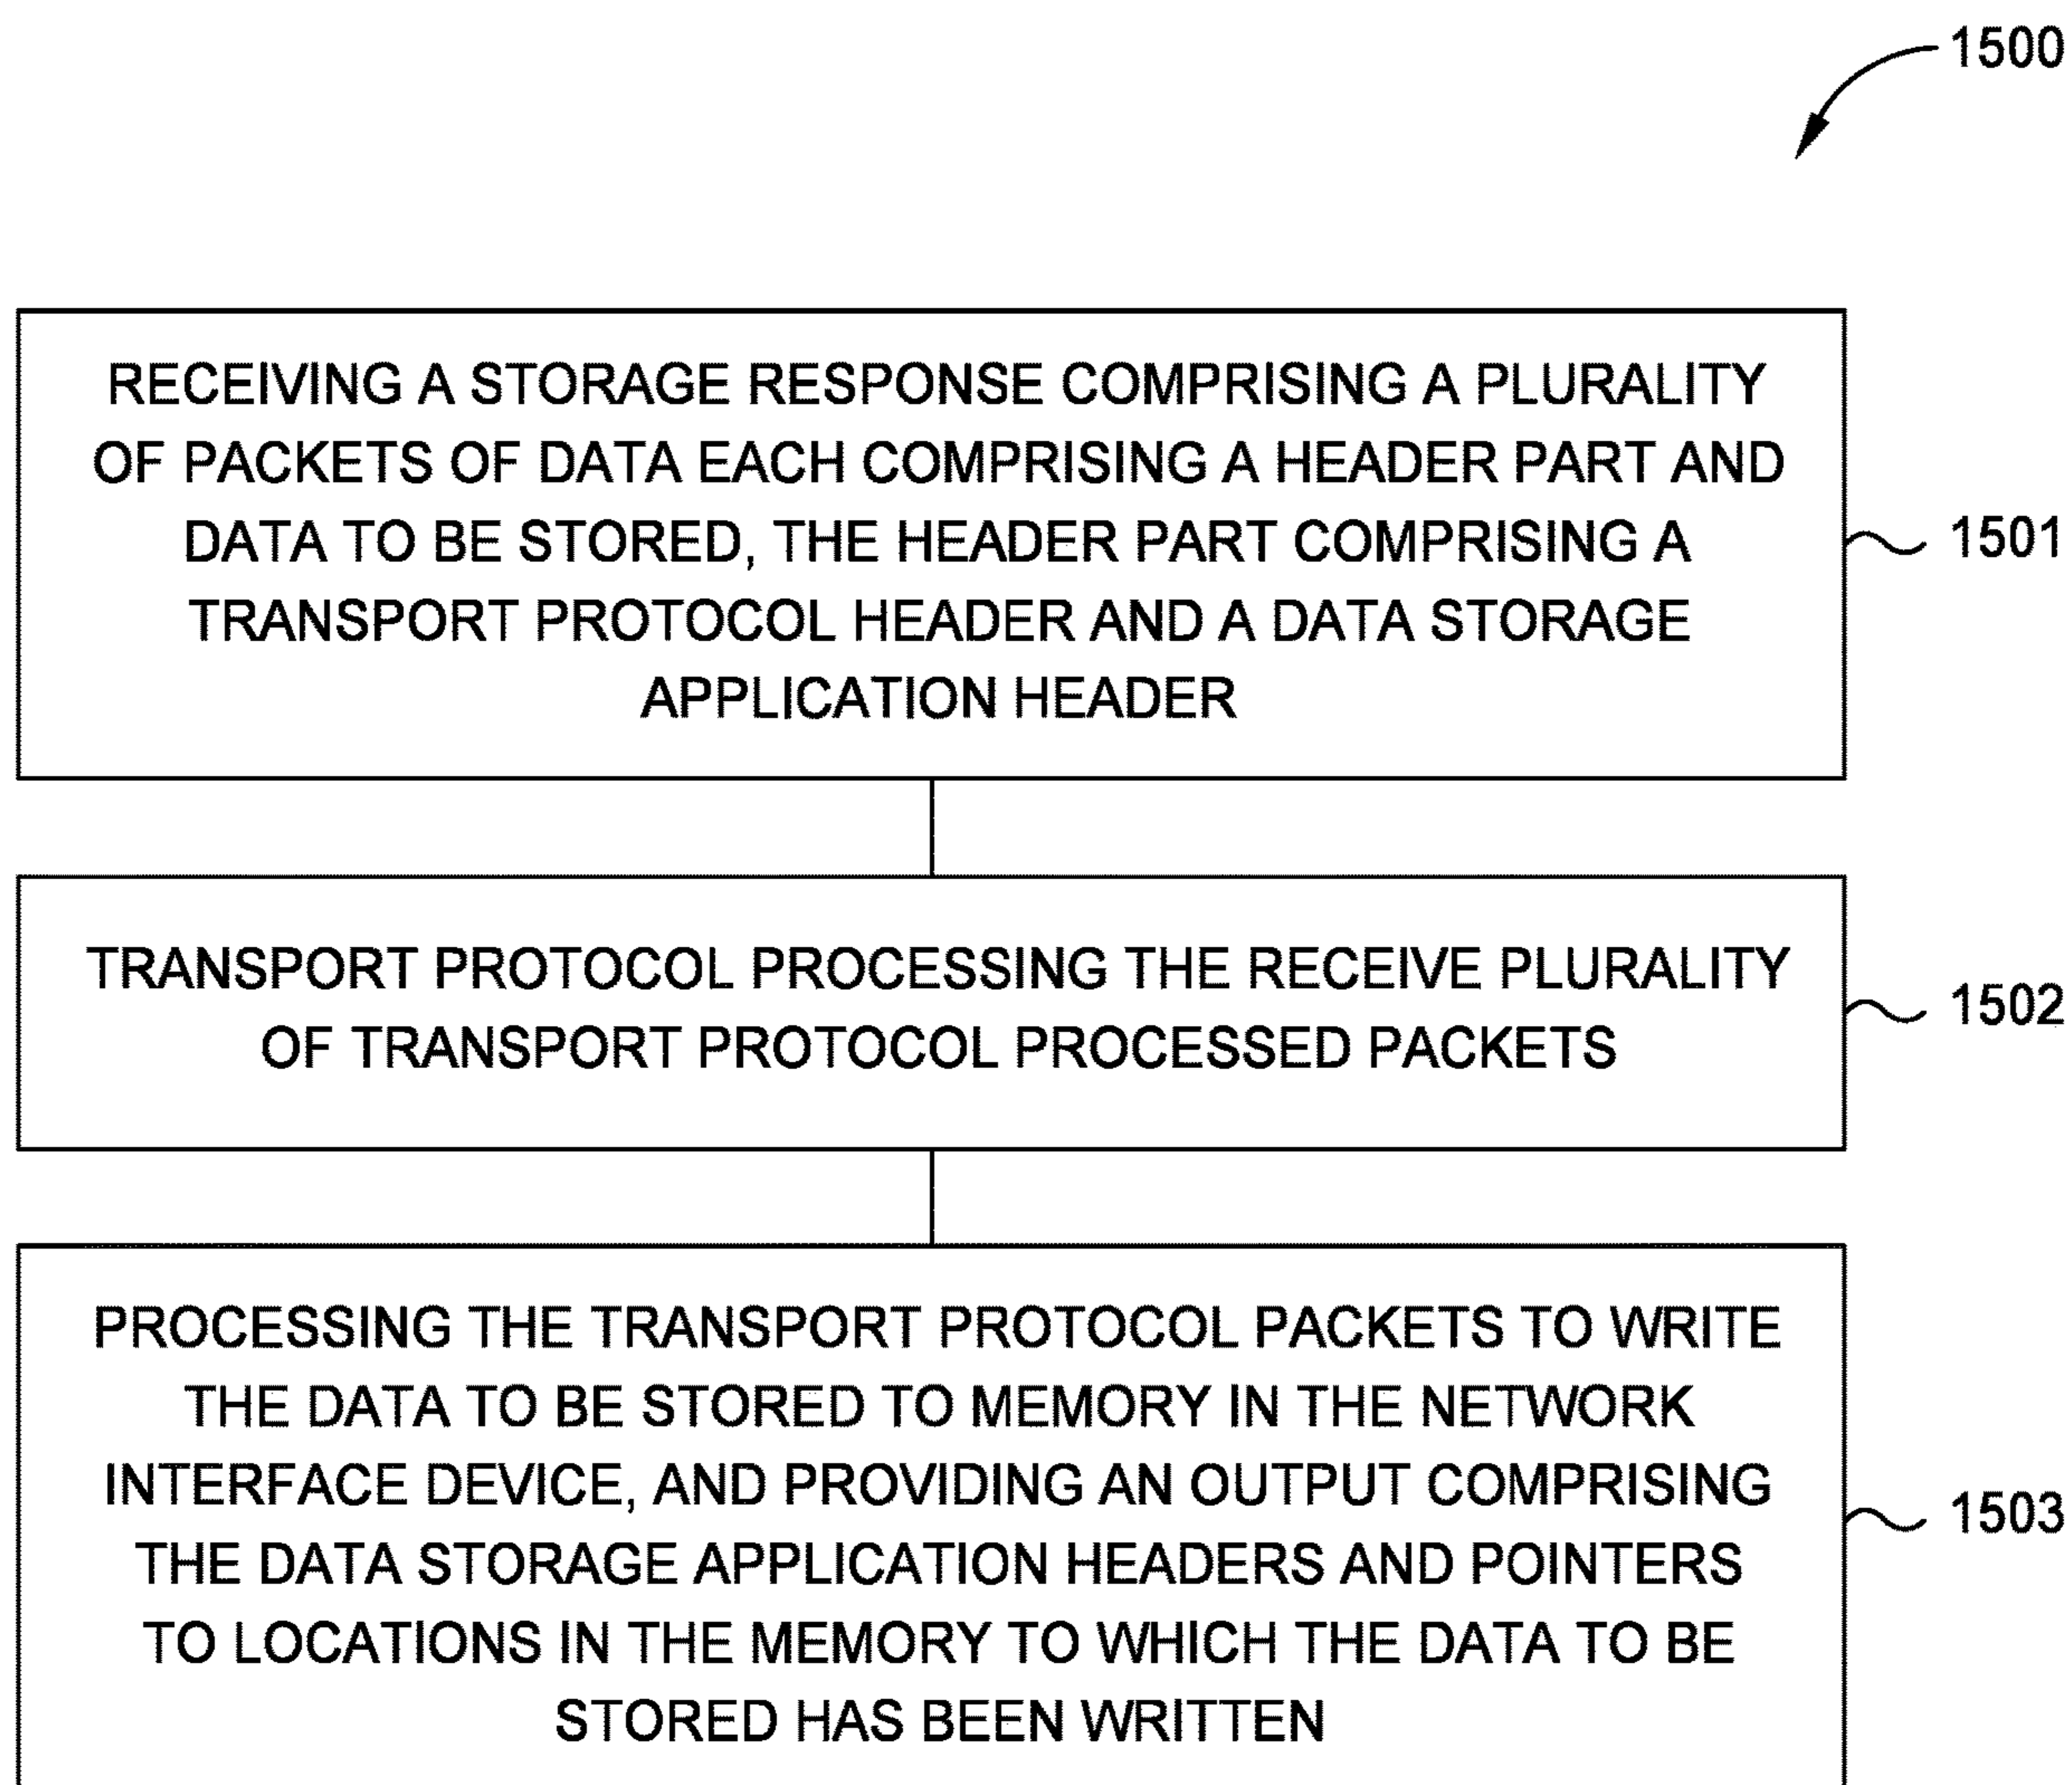 1500
RECEIVING A STORAGE RESPONSE COMPRISING A PLURALITY
OF PACKETS OF DATA EACH COMPRISING A HEADER PART AND
DATA TO BE STORED, THE HEADER PART COMPRISING A
TRANSPORT PROTOCOL HEADER AND A DATA STORAGE
APPLICATION HEADER
1501
TRANSPORT PROTOCOL PROCESSING THE RECEIVE PLURALITY
OF TRANSPORT PROTOCOL PROCESSED PACKETS
1502
PROCESSING THE TRANSPORT PROTOCOL PACKETS TO WRITE
THE DATA TO BE STORED TO MEMORY IN THE NETWORK
INTERFACE DEVICE, AND PROVIDING AN OUTPUT COMPRISING
THE DATA STORAGE APPLICATION HEADERS AND POINTERS
TO LOCATIONS IN THE MEMORY TO WHICH THE DATA TO BE
STORED HAS BEEN WRITTEN
1503